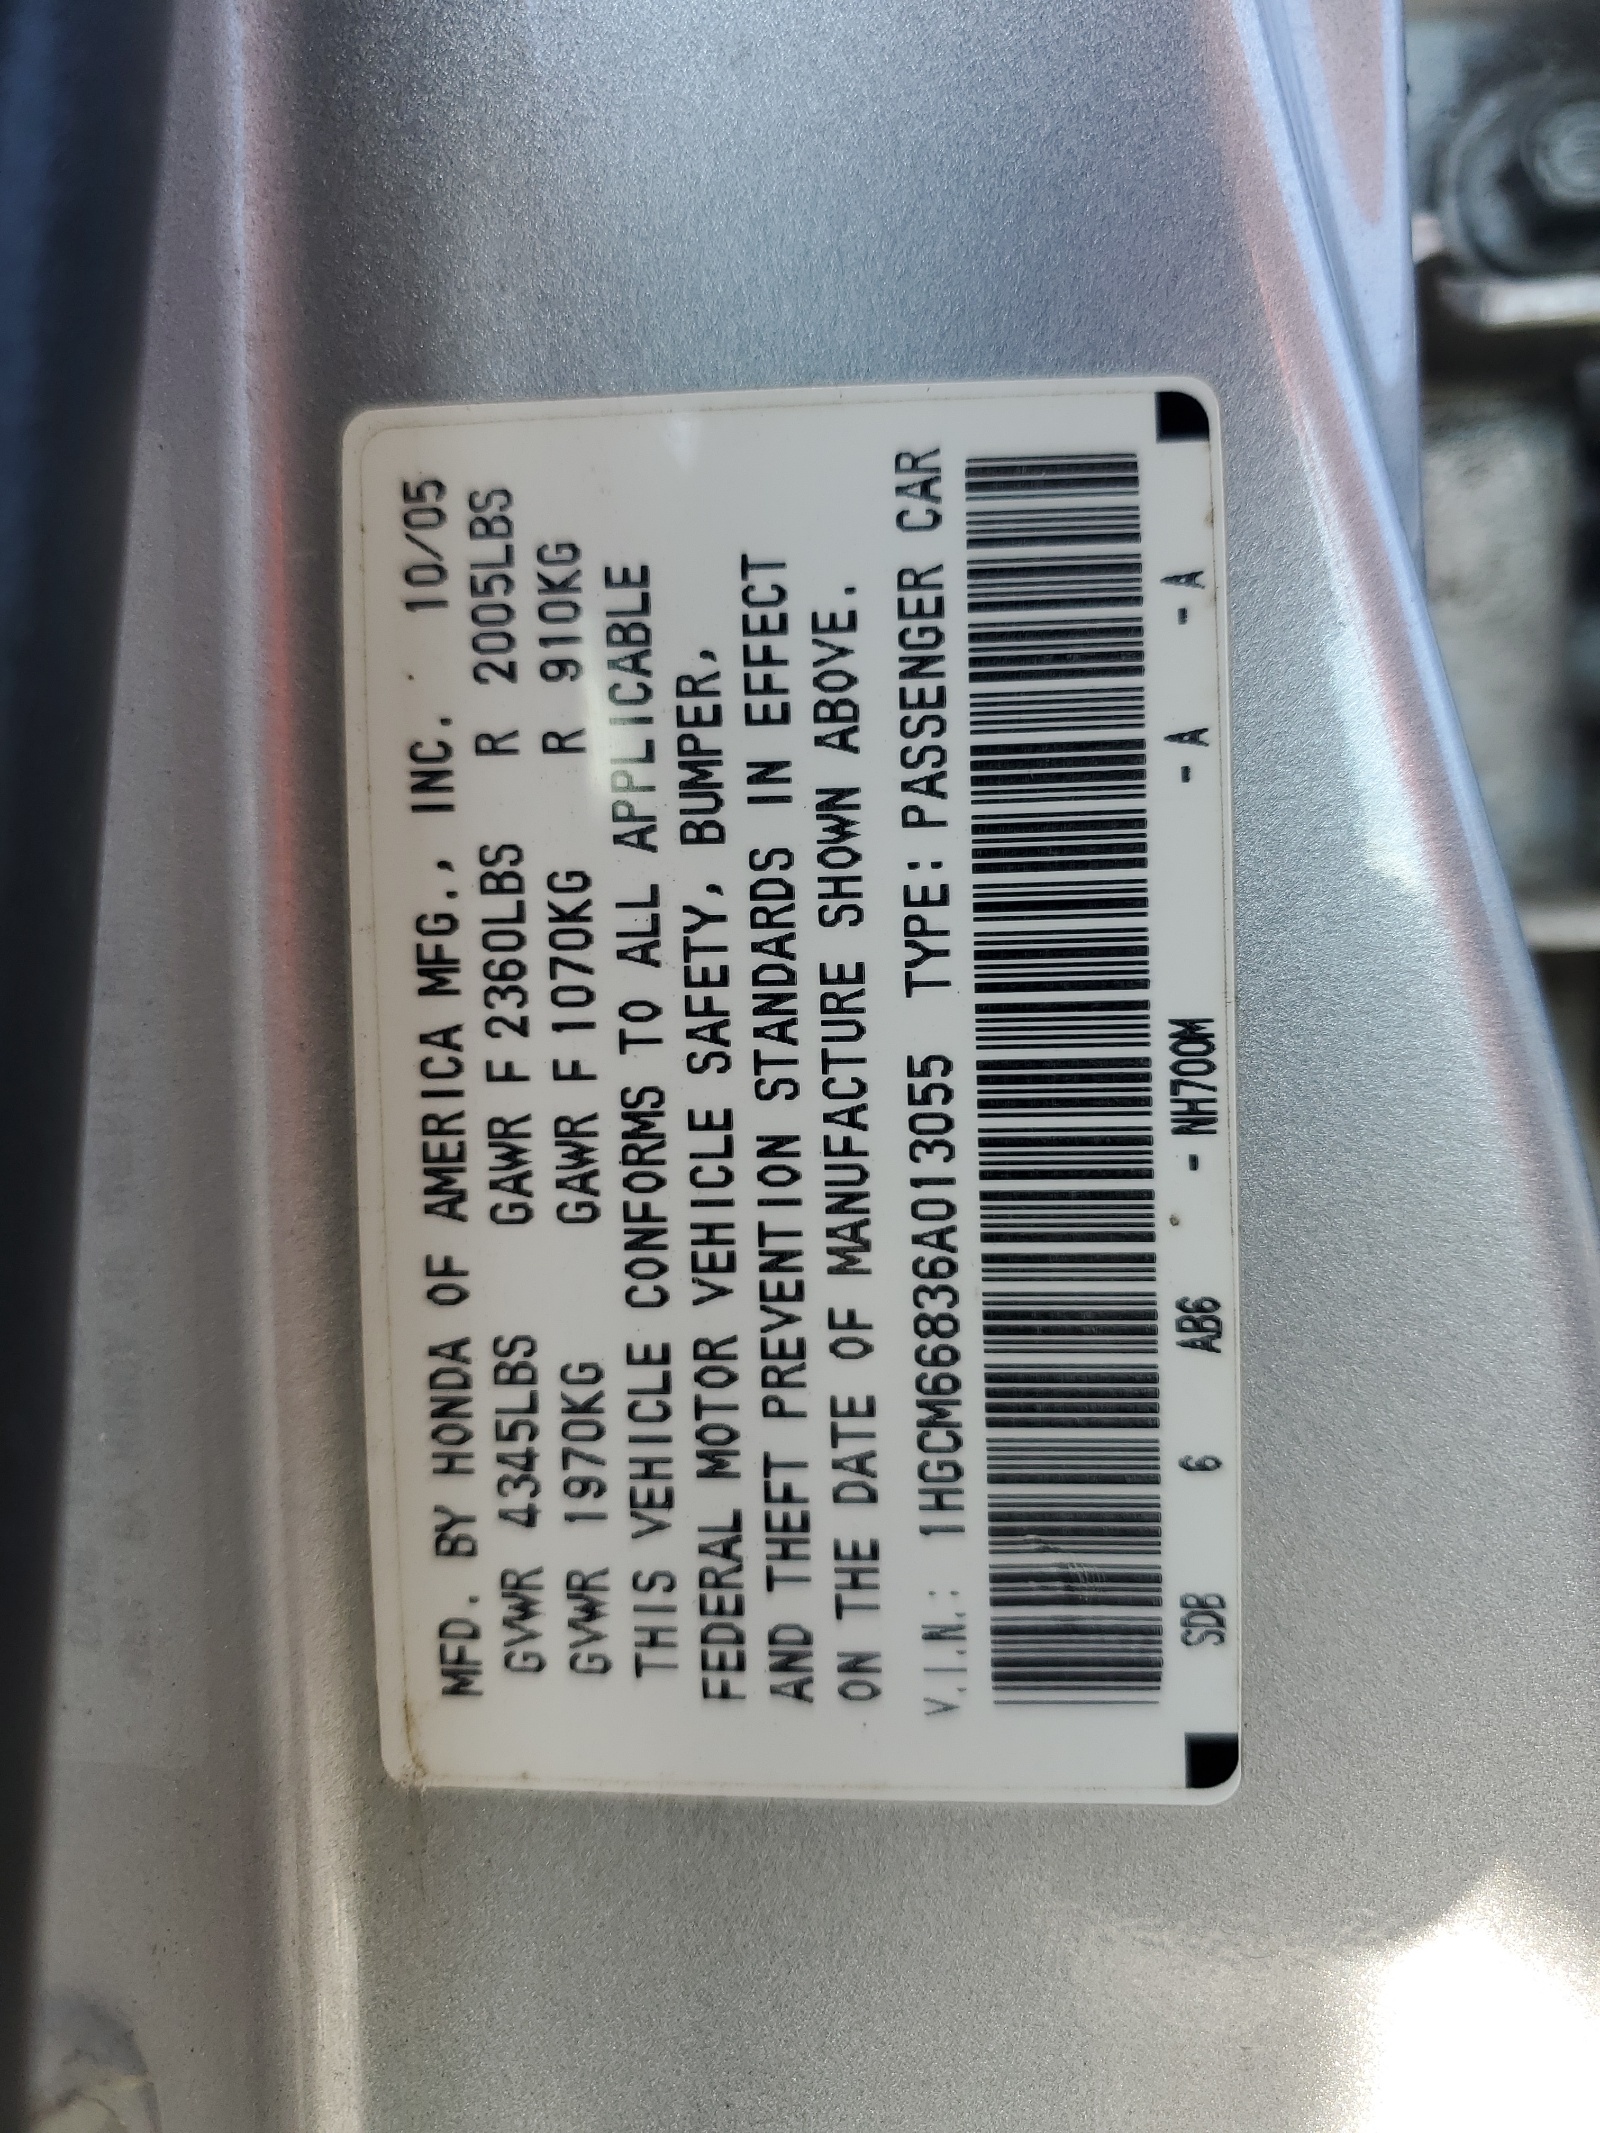 MFD. BY HONDA OF AMERICA MFG., INC. 10/05
GVWR 4345LBS GAWR F 2360LBS R 2005LBS
GVWR 1970KG GAWR F 1070KG R 910KG
THIS VEHICLE CONFORMS TO ALL APPLICABLE
FEDERAL MOTOR VEHICLE SAFETY, BUMPER,
AND THEFT PREVENTION STANDARDS IN EFFECT
ON THE DATE OF MANUFACTURE SHOWN ABOVE.
V.I.N.: 1HGCM66836A013055 TYPE: PASSENGER CAR
SDB 6 AB6 - NH700M - A - A